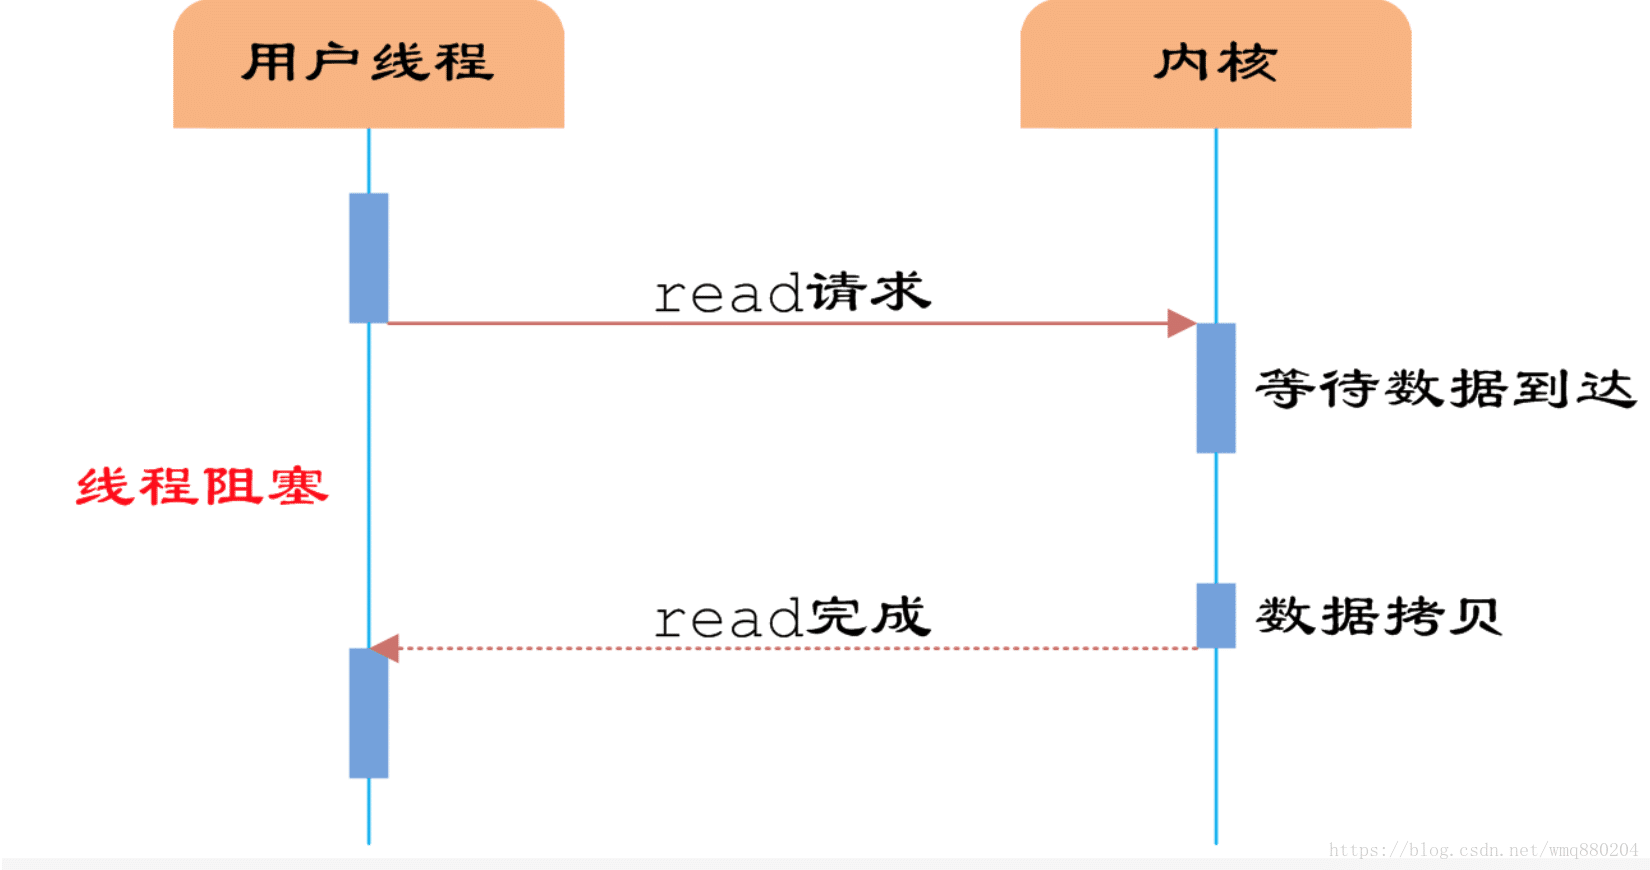 用户线程
内核
read请求
等待数据到达
线程阻塞
read完成
数据拷贝
https://blog.csdn.net/wmq880204